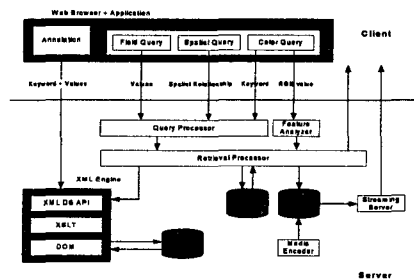 Web Browser + Application
Annotation
Field Query
Spatial Query
Color Query
Client
Keyword + Values
Values
Spatial Relationship
Keyword
RGB value
Query Processor
Feature Analyzer
Retrieval Processor
XML Engine
XML DB API
XSLT
DOM
Streaming Server
Media Encoder
Server